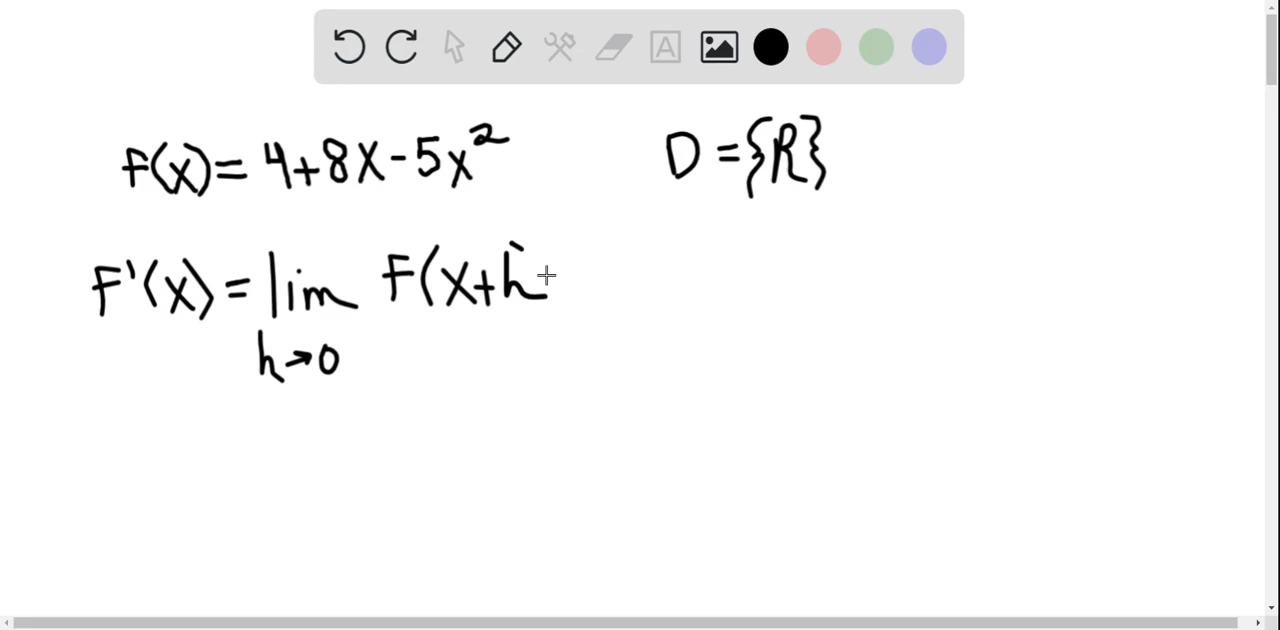 A
f(x) = 4+8x-5x² D = {R}
F'(x) = lim F(x+h
h→0